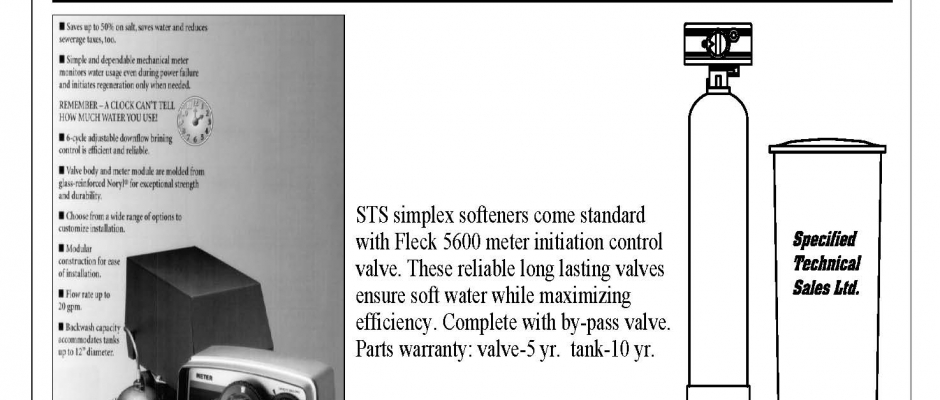 ■ Saves up to 50% on salt, saves water and reduces
sewerage taxes, too.
■ Simple and dependable mechanical meter
monitors water usage even during power failure
and initiates regeneration only when needed.
REMEMBER – A CLOCK CAN'T TELL
HOW MUCH WATER YOU USE!
■ 6-cycle adjustable downflow brining
control is efficient and reliable.
■ Valve body and meter module are molded from
glass-reinforced Noryl® for exceptional strength
and durability.
■ Choose from a wide range of options to
customize installation.
■ Modular
construction for ease
of installation.
■ Flow rate up to
20 gpm.
■ Backwash capacity
accommodates tanks
up to 12" diameter.
METER
STS simplex softeners come standard
with Fleck 5600 meter initiation control
valve. These reliable long lasting valves
ensure soft water while maximizing
efficiency. Complete with by-pass valve.
Parts warranty: valve-5 yr. tank-10 yr.
Specified
Technical
Sales Ltd.